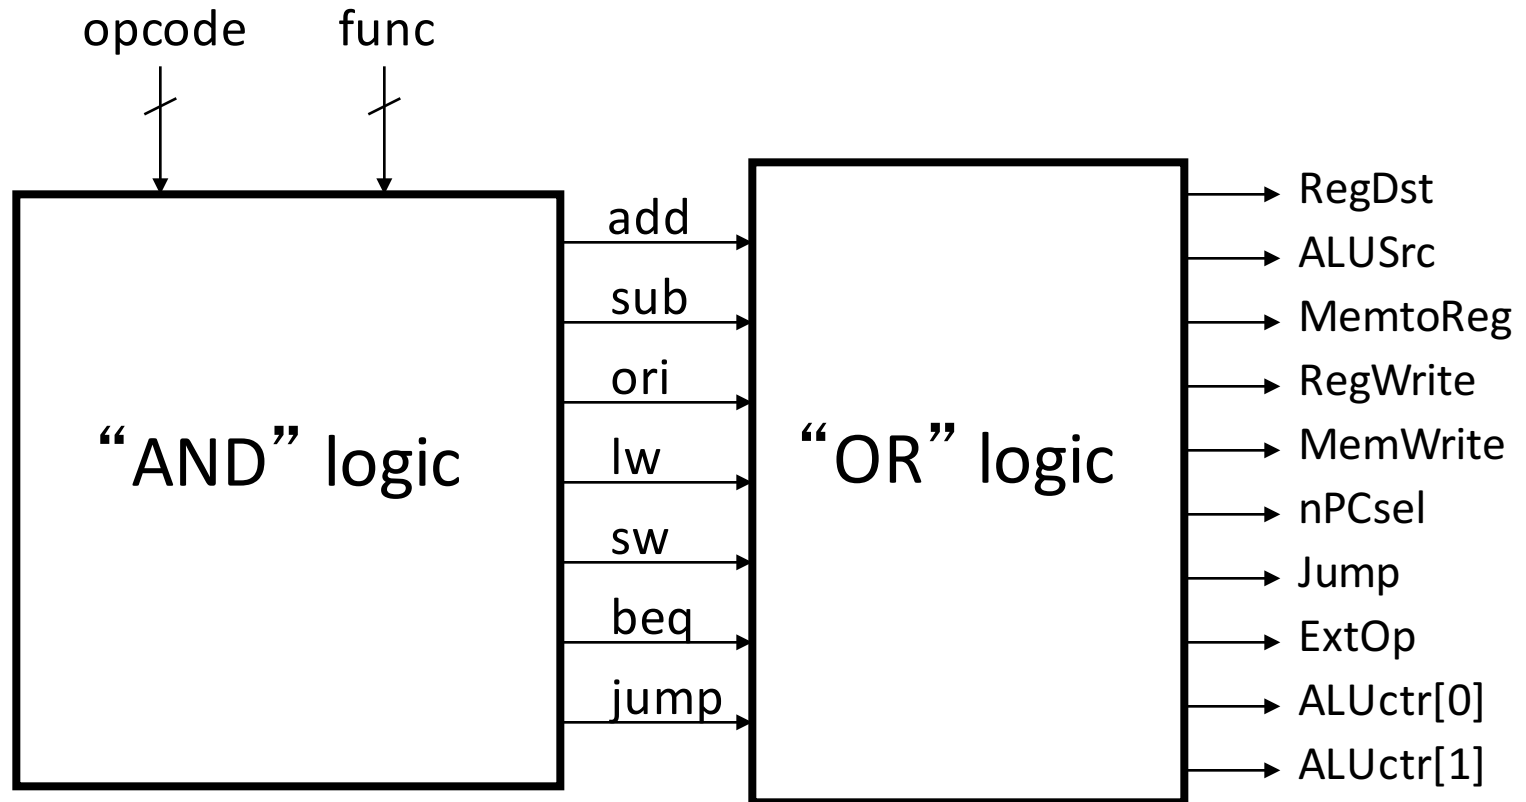 opcode func
add
sub
ori
lw
sw
beq
jump
“AND” logic
“OR” logic
RegDst
ALUSrc
MemtoReg
RegWrite
MemWrite
nPCsel
Jump
ExtOp
ALUctr[0]
ALUctr[1]